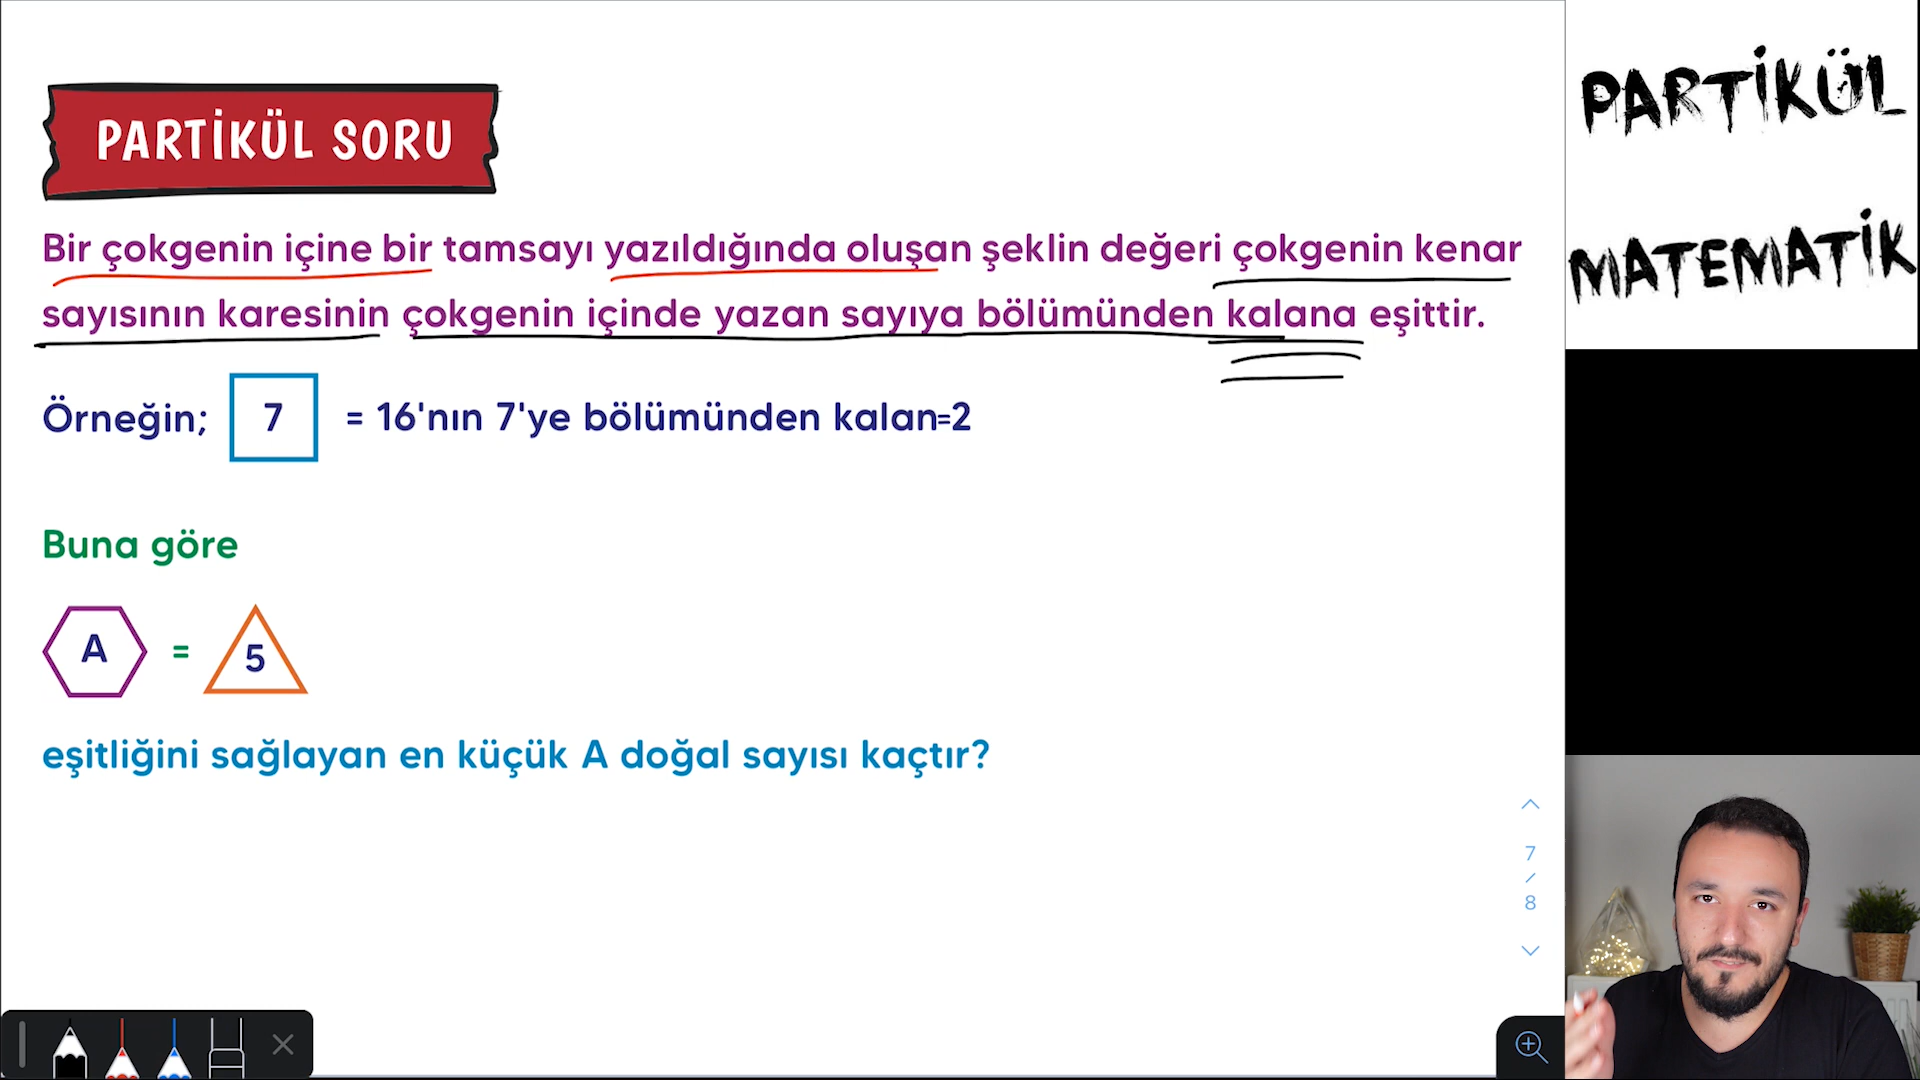 PARTİKÜL SORU
Bir çokgenin içine bir tamsayı yazıldığında oluşan şeklin değeri çokgenin kenar
sayısının karesinin çokgenin içinde yazan sayıya bölümünden kalana eşittir.
Örneğin; 7 = 16'nın 7'ye bölümünden kalan=2
Buna göre
A = 5
eşitliğini sağlayan en küçük A doğal sayısı kaçtır?
7
/
8
PARTİKÜL
MATEMATİK